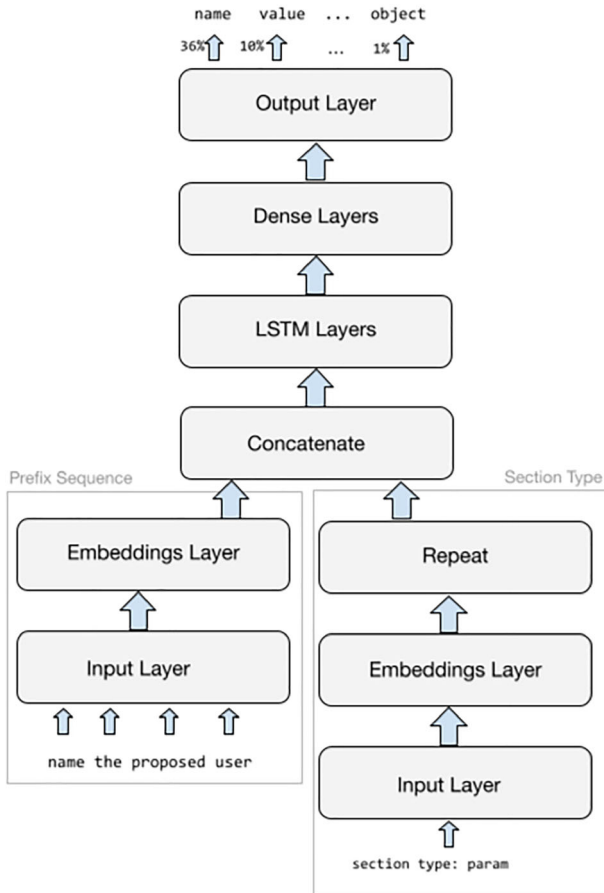 name value ... object
36% 10% ... 1%
Output Layer
Dense Layers
LSTM Layers
Concatenate
Prefix Sequence
Embeddings Layer
Input Layer
name the proposed user
Section Type
Repeat
Embeddings Layer
Input Layer
section type: param